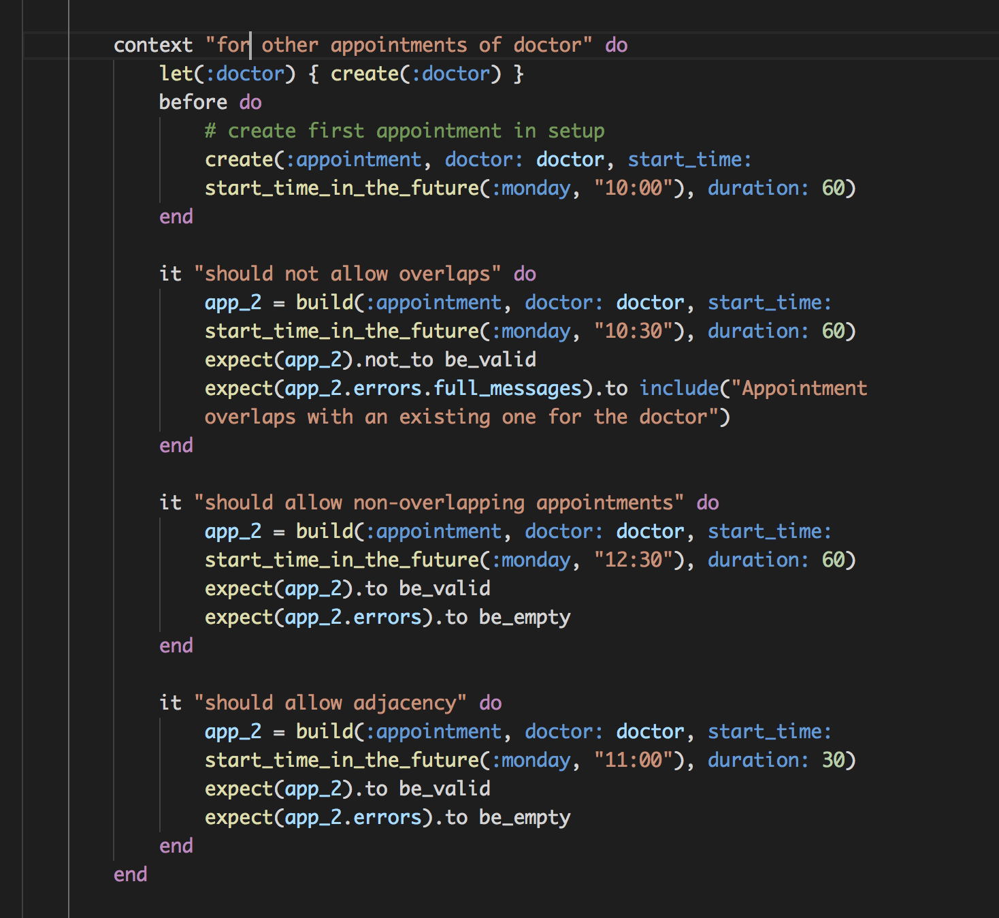 context "for other appointments of doctor" do
let(:doctor) { create(:doctor) }
before do
# create first appointment in setup
create(:appointment, doctor: doctor, start_time:
start_time_in_the_future(:monday, "10:00"), duration: 60)
end
it "should not allow overlaps" do
app_2 = build(:appointment, doctor: doctor, start_time:
start_time_in_the_future(:monday, "10:30"), duration: 60)
expect(app_2).not_to be_valid
expect(app_2.errors.full_messages).to include("Appointment
overlaps with an existing one for the doctor")
end
it "should allow non-overlapping appointments" do
app_2 = build(:appointment, doctor: doctor, start_time:
start_time_in_the_future(:monday, "12:30"), duration: 60)
expect(app_2).to be_valid
expect(app_2.errors).to be_empty
end
it "should allow adjacency" do
app_2 = build(:appointment, doctor: doctor, start_time:
start_time_in_the_future(:monday, "11:00"), duration: 30)
expect(app_2).to be_valid
expect(app_2.errors).to be_empty
end
end